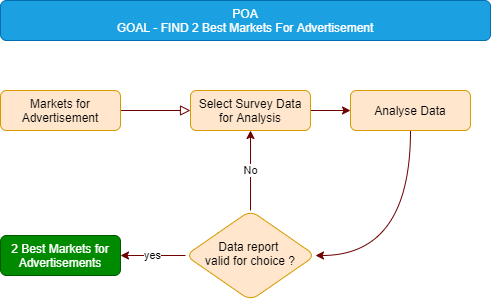 POA
GOAL - FIND 2 Best Markets For Advertisement
Markets for
Advertisement
Select Survey Data
for Analysis
Analyse Data
No
Data report
valid for choice ?
yes
2 Best Markets for
Advertisements